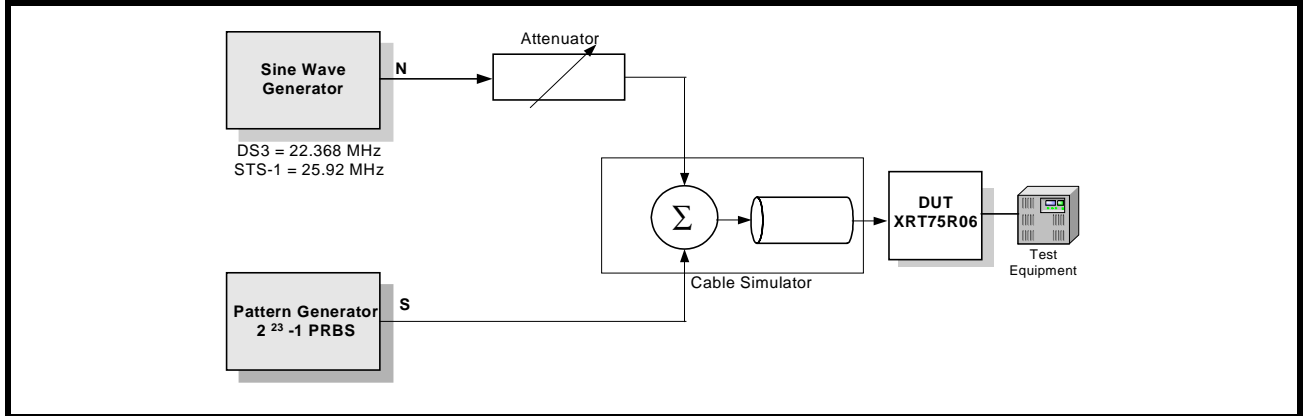 Attenuator
Sine Wave
Generator
N
DS3 = 22.368 MHz
STS-1 = 25.92 MHz
Σ
DUT
XRT75R06
Test
Equipment
Cable Simulator
Pattern Generator
2 23 -1 PRBS
S